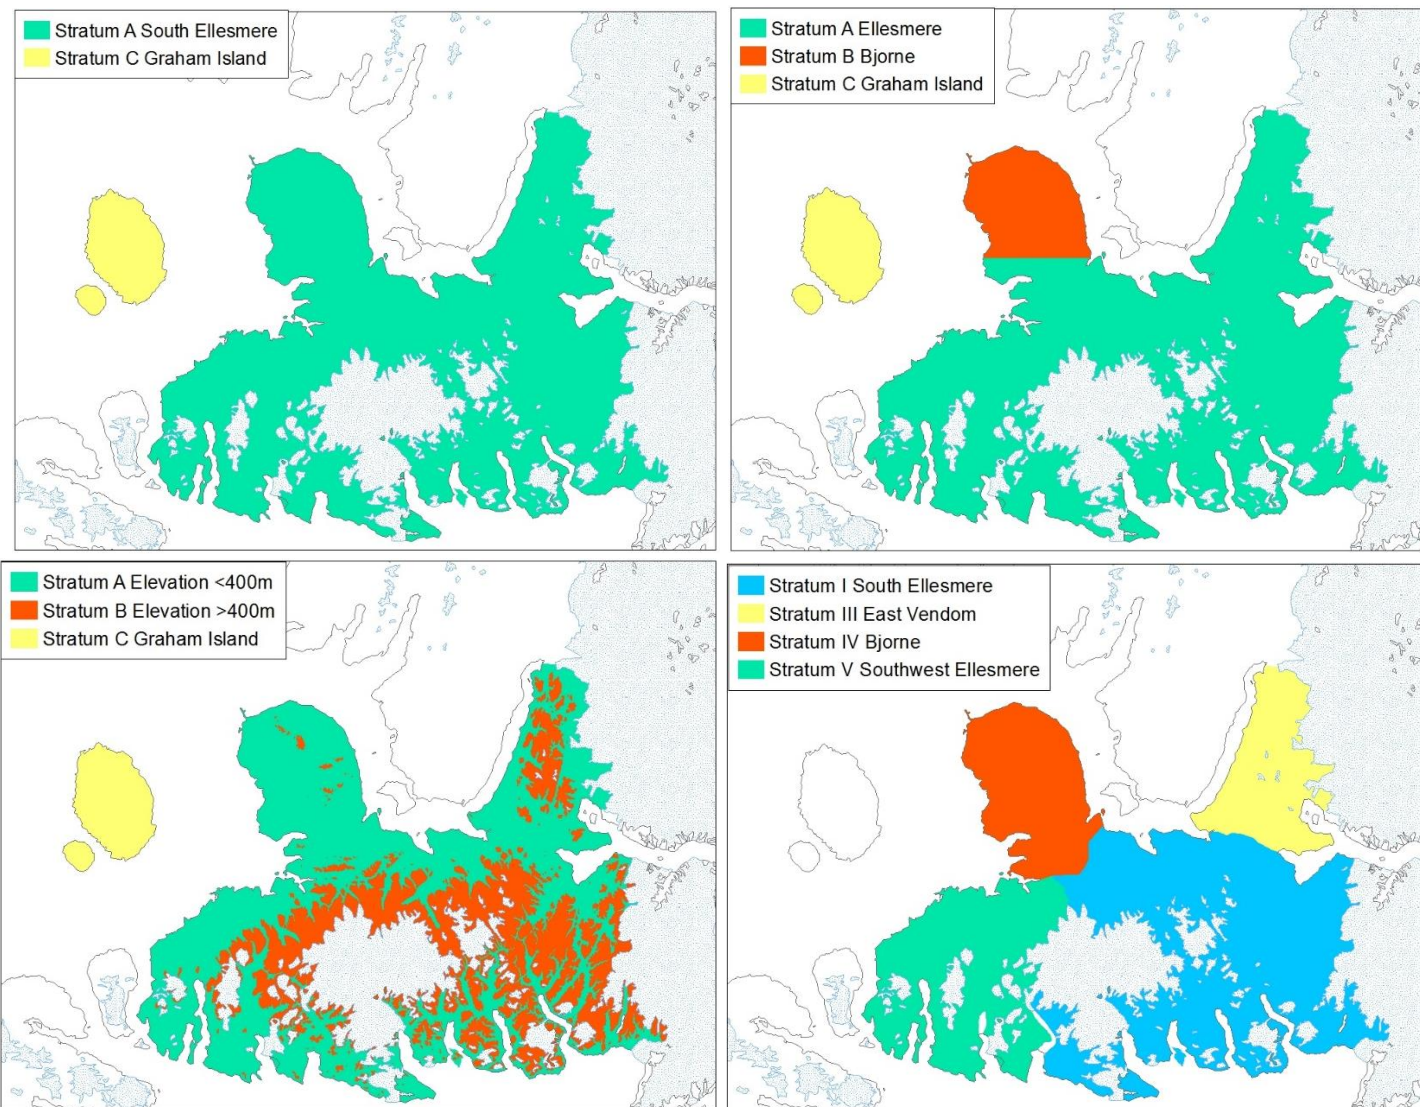 Stratum A South Ellesmere
Stratum C Graham Island
Stratum A Ellesmere
Stratum B Bjorne
Stratum C Graham Island
Stratum A Elevation <400m
Stratum B Elevation >400m
Stratum C Graham Island
Stratum I South Ellesmere
Stratum III East Vendom
Stratum IV Bjorne
Stratum V Southwest Ellesmere